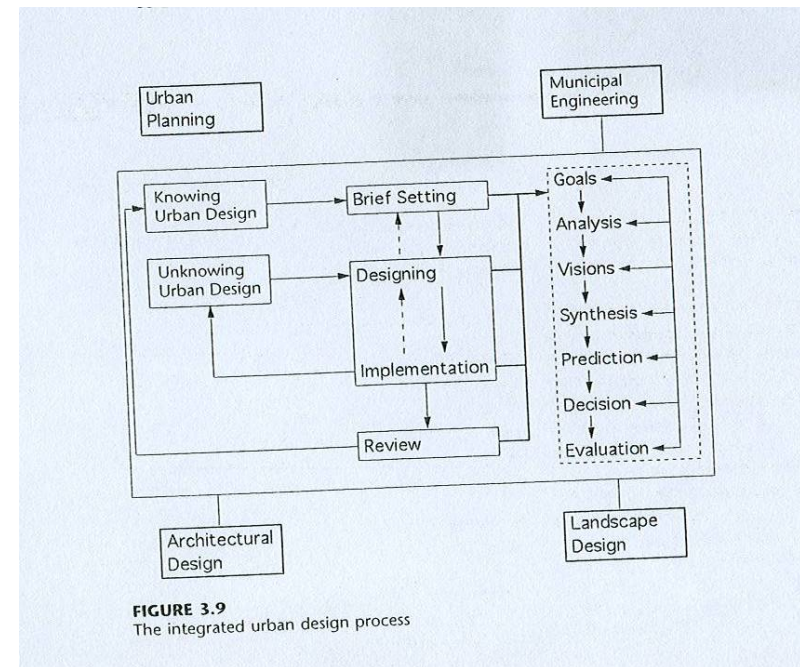 Urban
Planning
Municipal
Engineering
Knowing
Urban Design
Brief Setting
Unknowing
Urban Design
Designing
Implementation
Review
Goals
Analysis
Visions
Synthesis
Prediction
Decision
Evaluation
Architectural
Design
Landscape
Design
FIGURE 3.9
The integrated urban design process